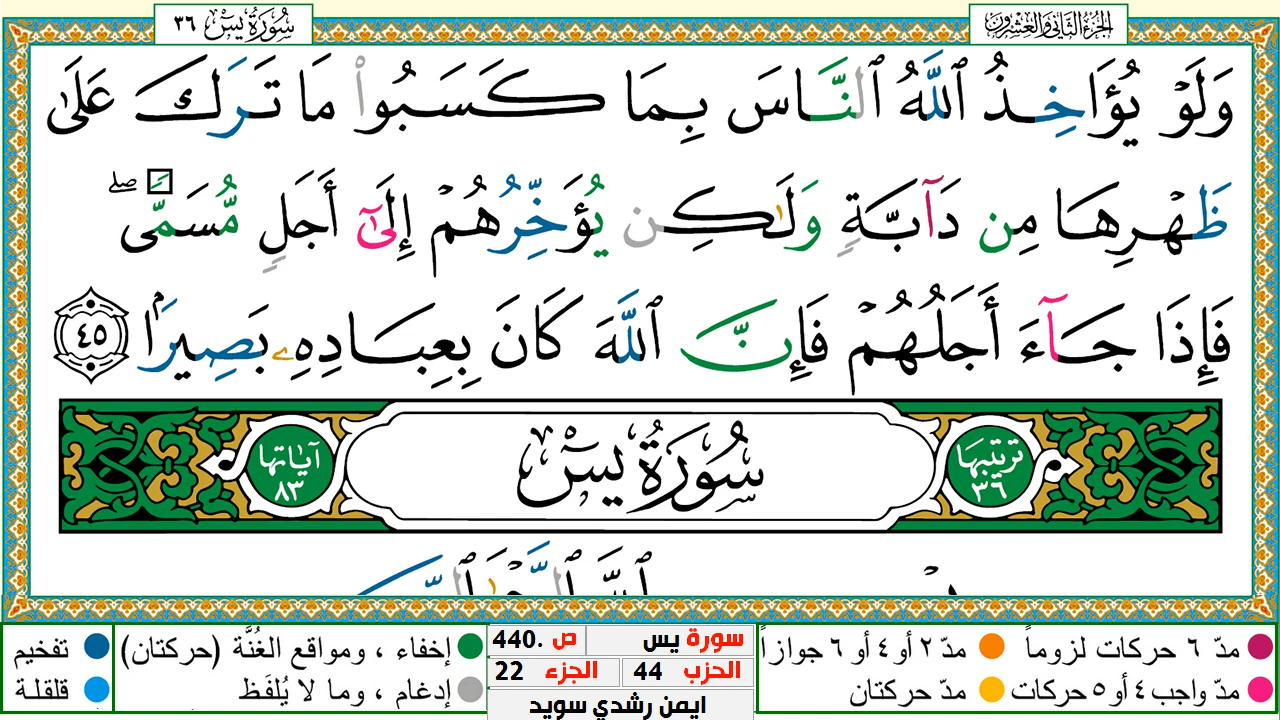 الجزء الثاني والعشرون
سورة يس ٣٦
وَلَوْ يُؤَاخِذُ ٱللَّهُ ٱلنَّاسَ بِمَا كَسَبُوا۟ مَا تَرَكَ عَلَىٰ
ظَهْرِهَا مِن دَآبَّةٍ وَلَٰكِن يُؤَخِّرُهُمْ إِلَىٰٓ أَجَلٍ مُّسَمًّى ۖ
فَإِذَا جَآءَ أَجَلُهُمْ فَإِنَّ ٱللَّهَ كَانَ بِعِبَادِهِۦ بَصِيرًۢا ٤٥
ترتيبها ٣٦
سُورَةُ يسٓ
آياتها ٨٣
مدّ ٦ حركات لزوماً
مدّ ٢ أو ٤ أو ٦ جوازاً
سورة يس
ص .440
إخفاء ، ومواقع الغُنَّة (حركتان)
تفخيم
مدّ واجب ٤ أو ٥ حركات
مدّ حركتان
الحزب 44
الجزء 22
إدغام ، وما لا يُلفَظ
قلقلة
ايمن رشدي سويد